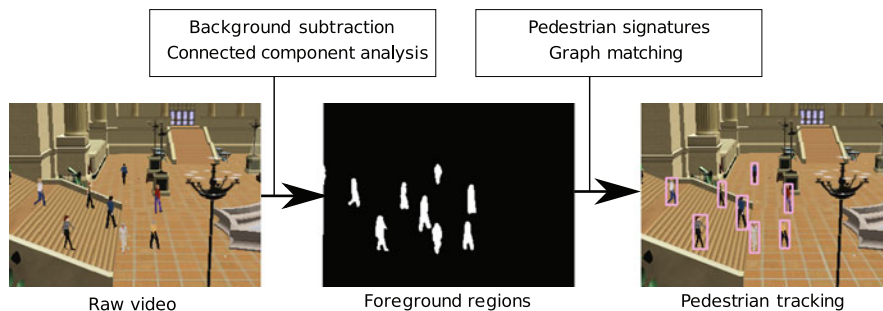 Background subtraction
Connected component analysis
Pedestrian signatures
Graph matching
Raw video
Foreground regions
Pedestrian tracking